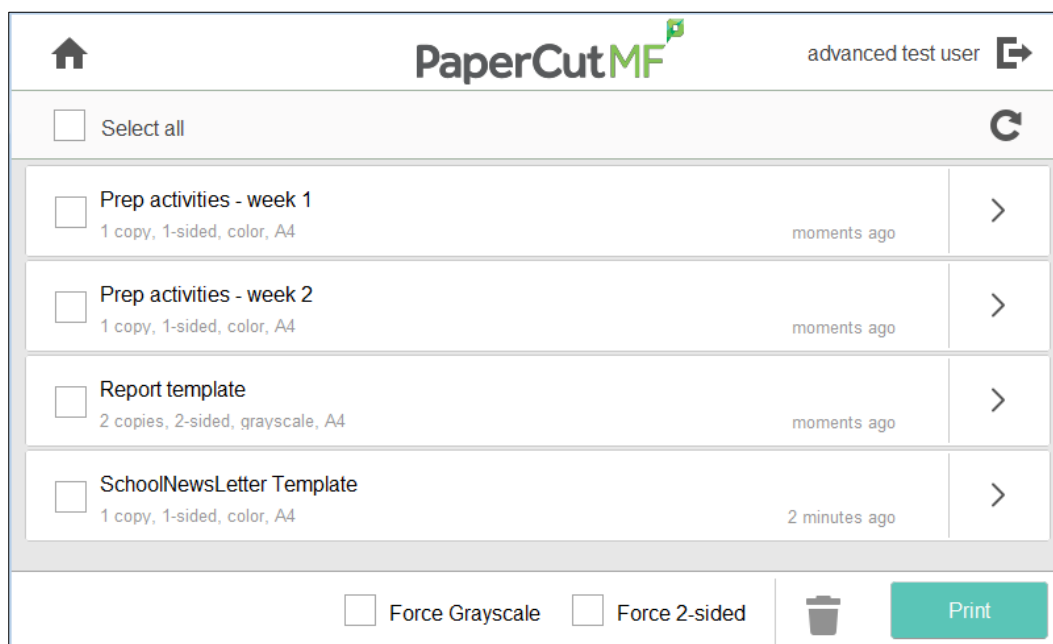 PaperCutMF
advanced test user
Select all
Prep activities - week 1
1 copy, 1-sided, color, A4
moments ago
Prep activities - week 2
1 copy, 1-sided, color, A4
moments ago
Report template
2 copies, 2-sided, grayscale, A4
moments ago
SchoolNewsLetter Template
1 copy, 1-sided, color, A4
2 minutes ago
Force Grayscale
Force 2-sided
Print